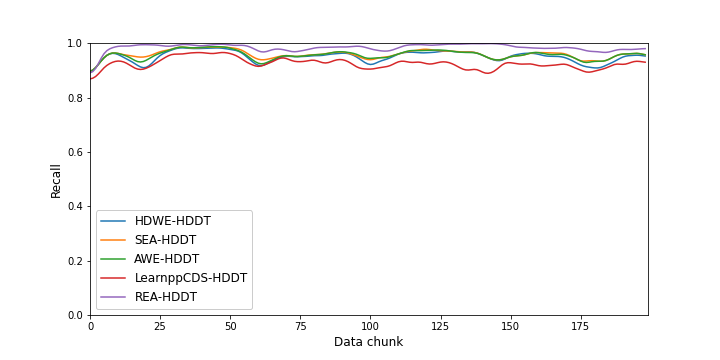 1.0
0.8
0.6
0.4
0.2
0.0
Recall
HDWE-HDDT
SEA-HDDT
AWE-HDDT
LearnppCDS-HDDT
REA-HDDT
0 25 50 75 100 125 150 175
Data chunk